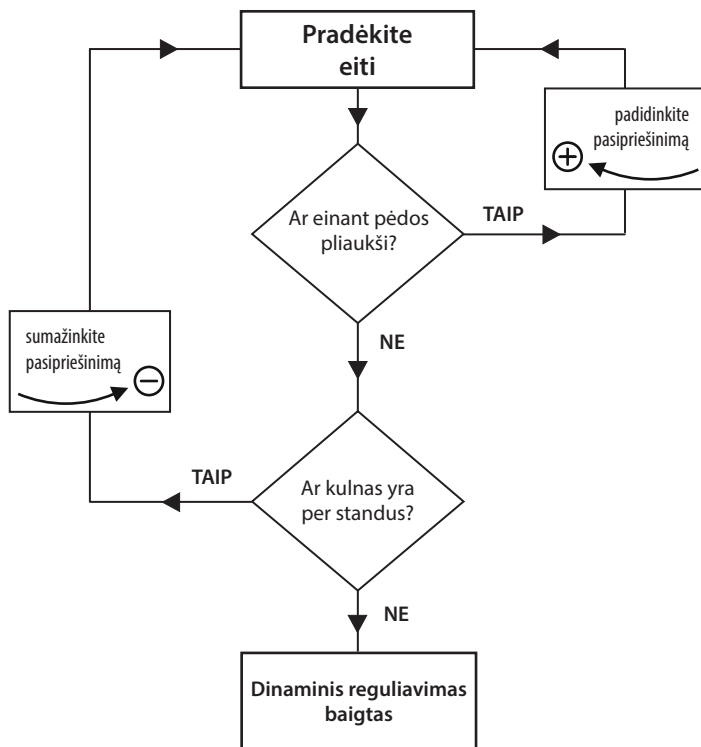 Pradėkite
eiti
padidinkite
pasipriešinimą
Ar einant pėdos
pliaukši?
TAIP
NE
sumažinkite
pasipriešinimą
TAIP
Ar kulnas yra
per standus?
NE
Dinaminis reguliavimas
baigtas